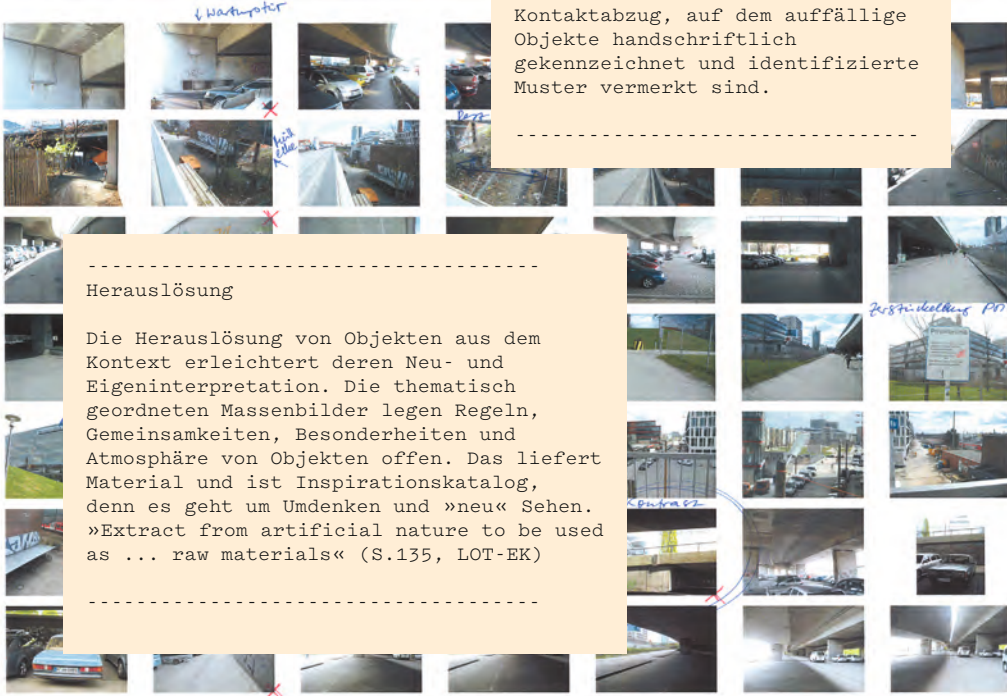 Kontaktabzug, auf dem auffällige
Objekte handschriftlich
gekennzeichnet und identifizierte
Muster vermerkt sind.
---------------------------------
-------------------------------------
Herauslösung
Die Herauslösung von Objekten aus dem
Kontext erleichtert deren Neu- und
Eigeninterpretation. Die thematisch
geordneten Massenbilder legen Regeln,
Gemeinsamkeiten, Besonderheiten und
Atmosphäre von Objekten offen. Das liefert
Material und ist Inspirationskatalog,
denn es geht um Umdenken und »neu« Sehen.
»Extract from artificial nature to be used
as ... raw materials« (S.135, LOT-EK)
-------------------------------------
Zerstückelung
Kontrast